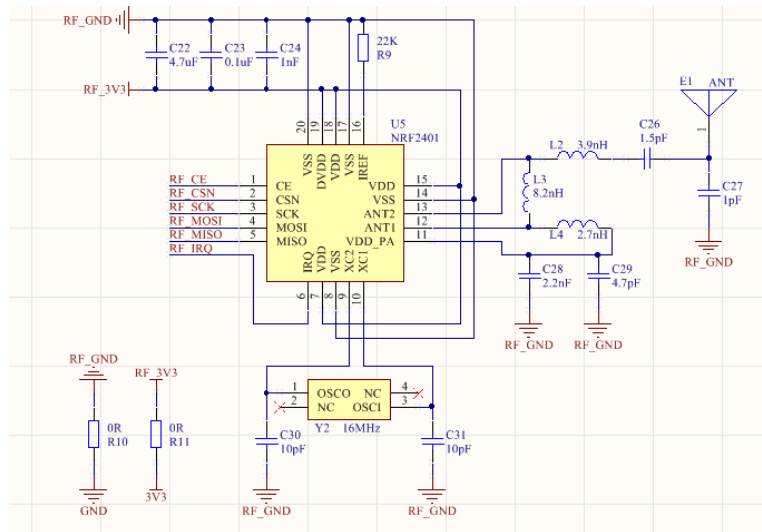 RF_GND
C22
4.7uF
C23
0.1uF
C24
1nF
22K
R9
RF_3V3
E1 ANT
1
U5
NRF2401
20
19
18
17
16
VSS
DVDD
VDD
VSS
IREF
C26
1.5pF
L2 3.9nH
L3
8.2nH
C27
1pF
RF_GND
L4 2.7nH
RF_CE 1 CE
RF_CSN 2 CSN
RF_SCK 3 SCK
RF_MOSI 4 MOSI
RF_MISO 5 MISO
RF_IRQ
VDD 15
VSS 14
ANT2 13
ANT1 12
VDD_PA 11
IRQ
VDD
VSS
XC2
XC1
6
7
8
9
10
C28
2.2nF
C29
4.7pF
RF_GND
RF_GND
RF_GND
0R
R10
GND
RF_3V3
0R
R11
3V3
1 OSCO NC 4
2 NC OSCI 3
Y2 16MHz
C30
10pF
C31
10pF
RF_GND
RF_GND